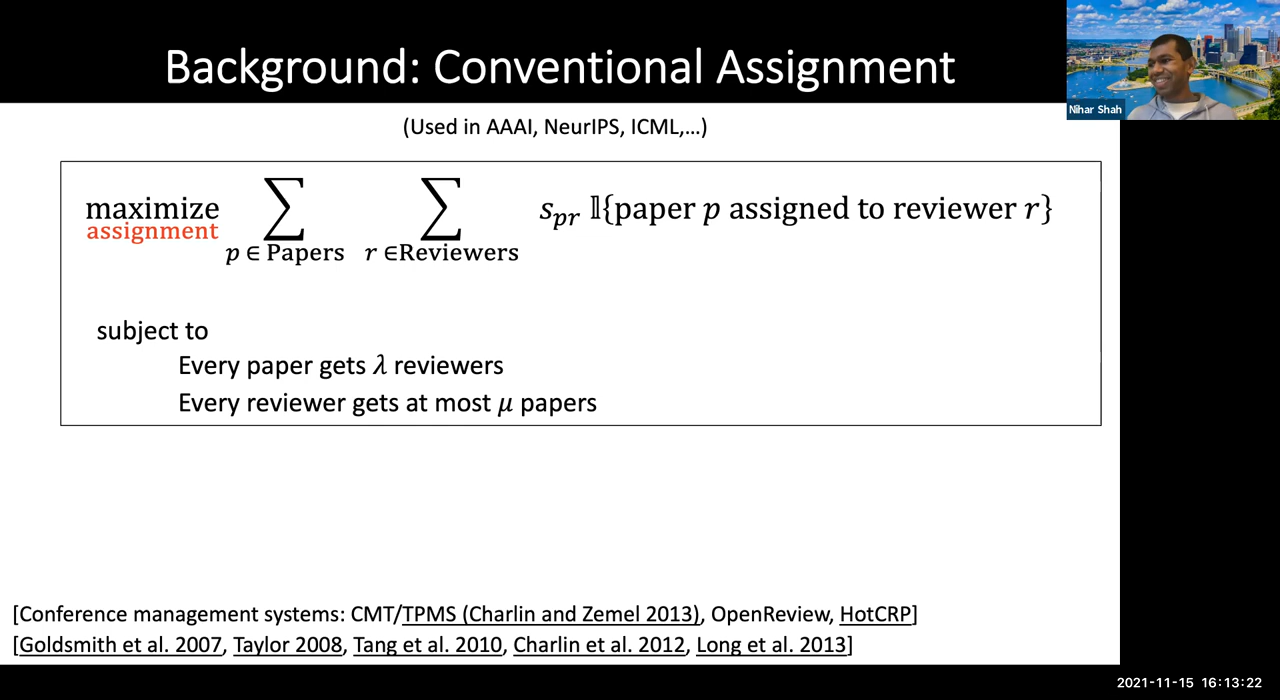 Background: Conventional Assignment
Nihar Shah
(Used in AAAI, NeurIPS, ICML,...)
maximize ∑ ∑ s_pr 𝟙{paper p assigned to reviewer r}
assignment
p ∈ Papers r ∈Reviewers
subject to
Every paper gets λ reviewers
Every reviewer gets at most μ papers
[Conference management systems: CMT/TPMS (Charlin and Zemel 2013), OpenReview, HotCRP]
[Goldsmith et al. 2007, Taylor 2008, Tang et al. 2010, Charlin et al. 2012, Long et al. 2013]
2021-11-15 16:13:22